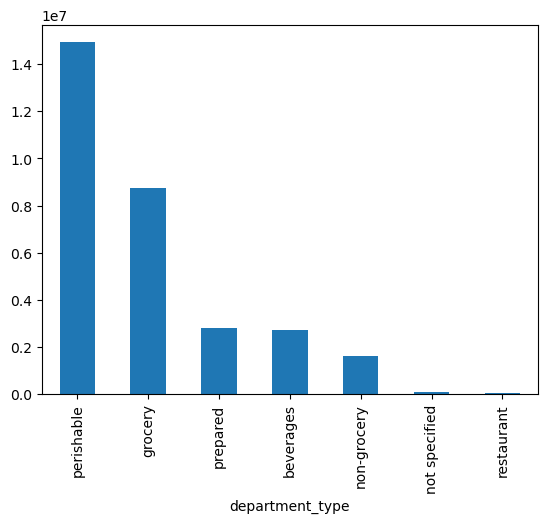 1e7
1.4
1.2
1.0
0.8
0.6
0.4
0.2
0.0
perishable
grocery
prepared
beverages
non-grocery
not specified
restaurant
department_type